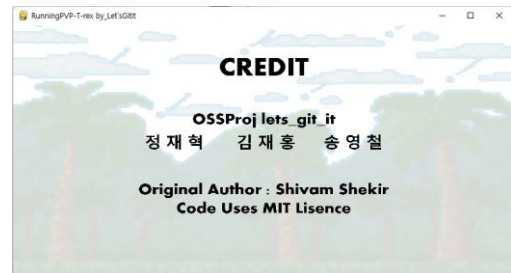 RunningPVP-T-rex by_Let'sGitit
CREDIT
OSSProj lets_git_it
정재혁 김재홍 송영철
Original Author : Shivam Shekir
Code Uses MIT Lisence